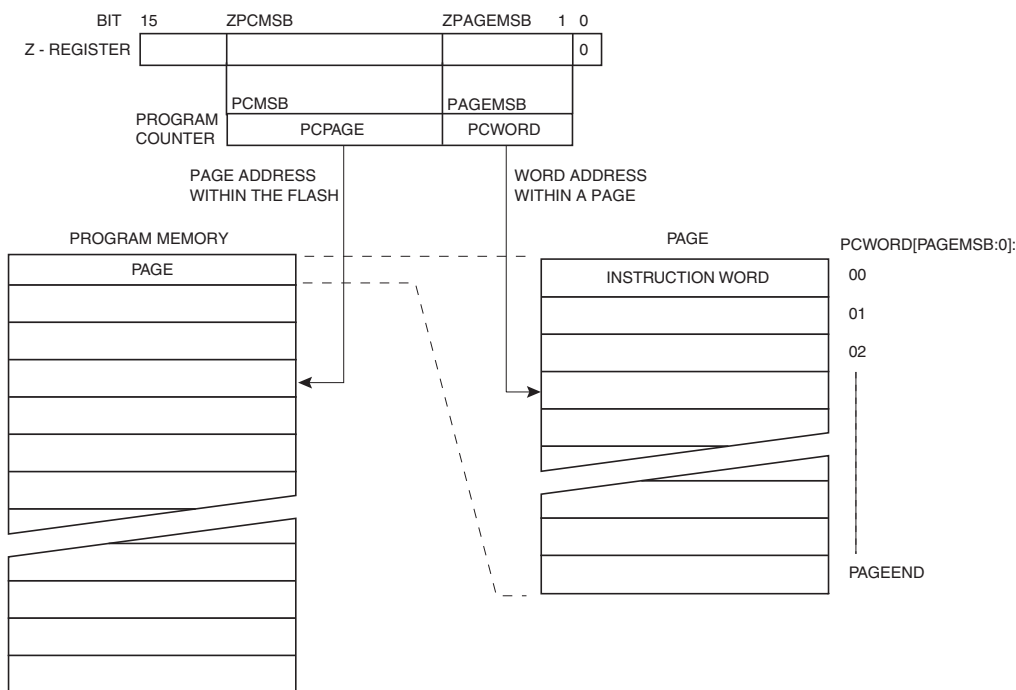 BIT 15 ZPCMSB ZPAGEMSB 1 0
Z - REGISTER 0
PCMSB PAGEMSB
PROGRAM
COUNTER
PCPAGE PCWORD
PAGE ADDRESS
WITHIN THE FLASH
WORD ADDRESS
WITHIN A PAGE
PROGRAM MEMORY
PAGE
PAGE
PCWORD[PAGEMSB:0]:
INSTRUCTION WORD 00
01
02
PAGEEND